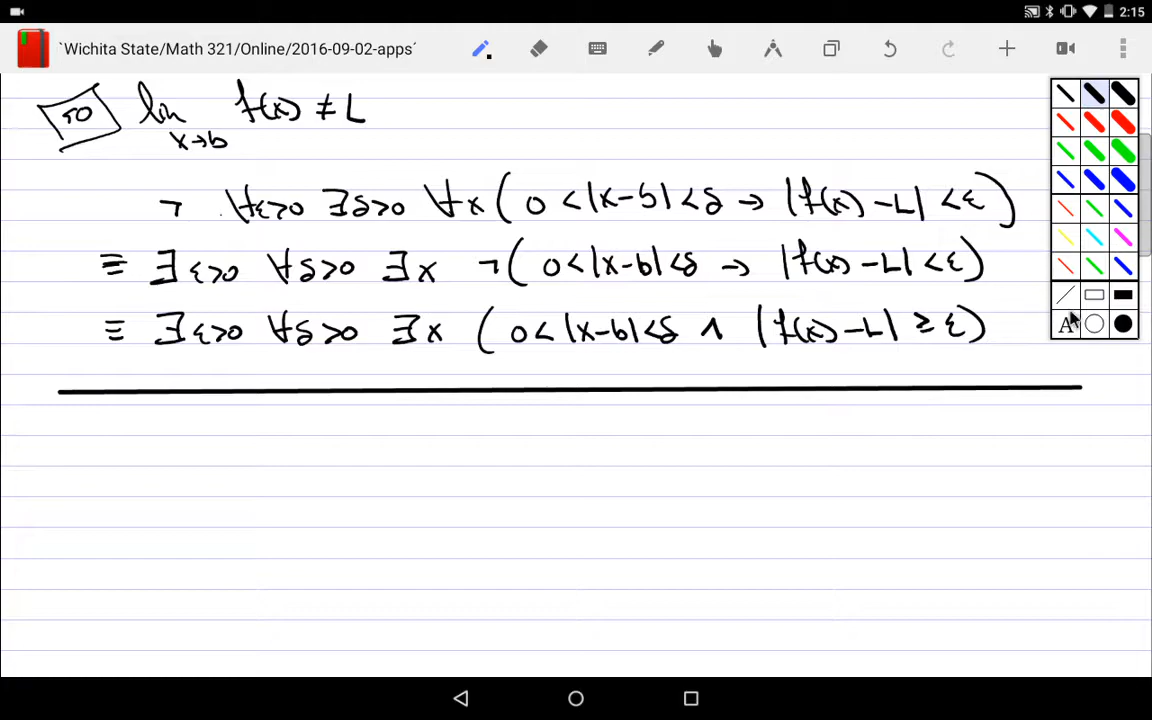 2:15
`Wichita State/Math 321/Online/2016-09-02-apps´
So lim x→b f(x) ≠ L
¬ ∀ε>0 ∃δ>0 ∀x ( 0 < |x-b| < δ → |f(x) - L| < ε )
≡ ∃ε>0 ∀δ>0 ∃x ¬( 0<|x-b|<δ → |f(x) - L| < ε )
≡ ∃ε>0 ∀δ>0 ∃x ( 0< |x-b|<δ ∧ |f(x) - L| ≥ ε )
A